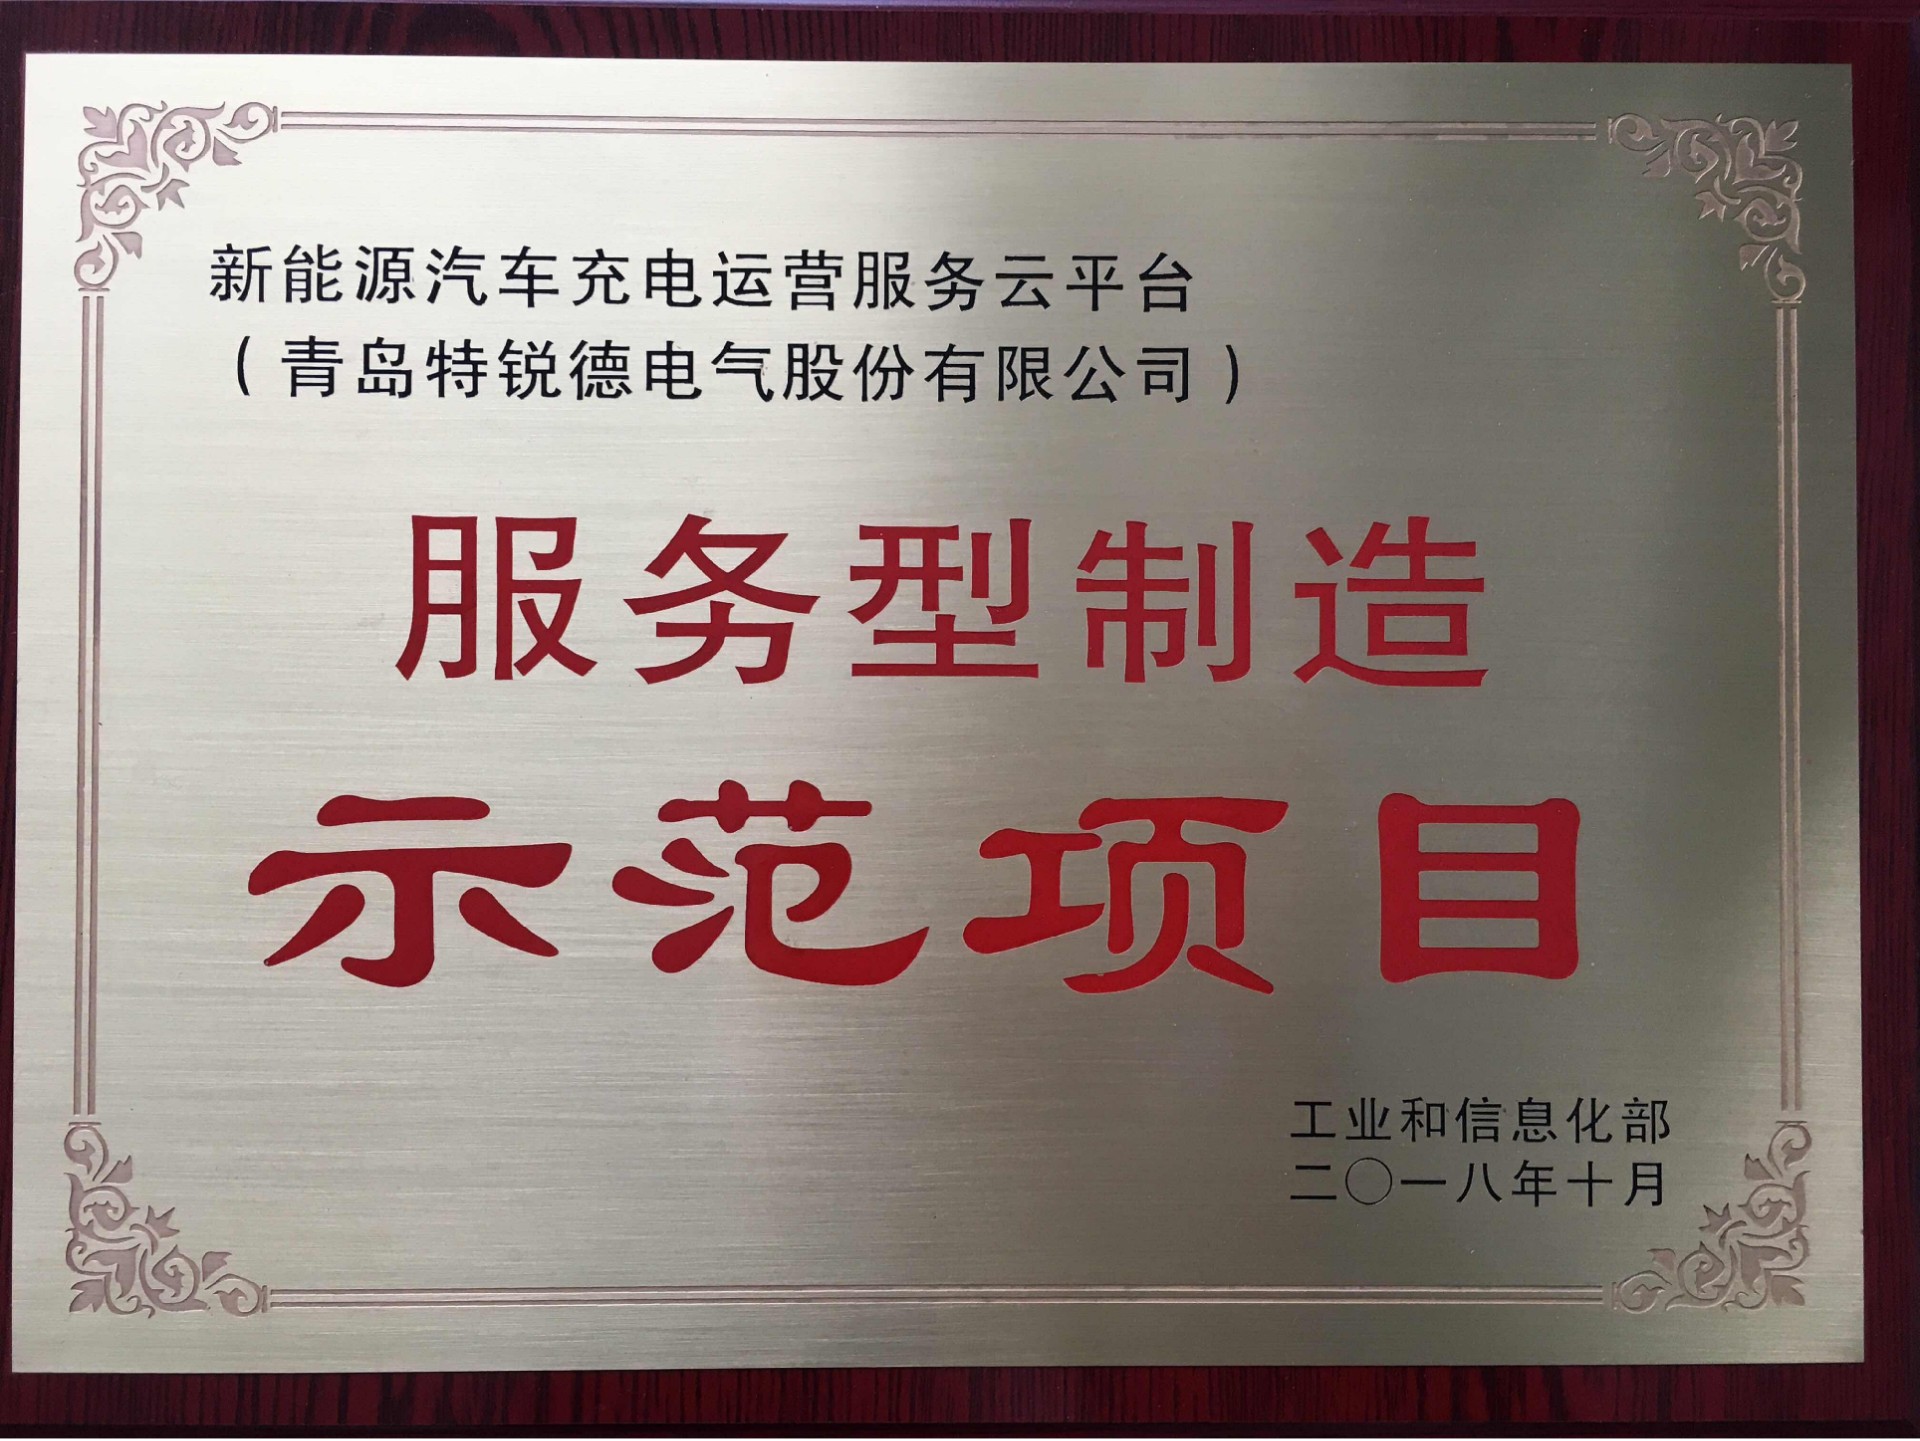 新能源汽车充电运营服务云平台
（青岛特锐德电气股份有限公司）
服务型制造
示范项目
工业和信息化部
二〇一八年十月